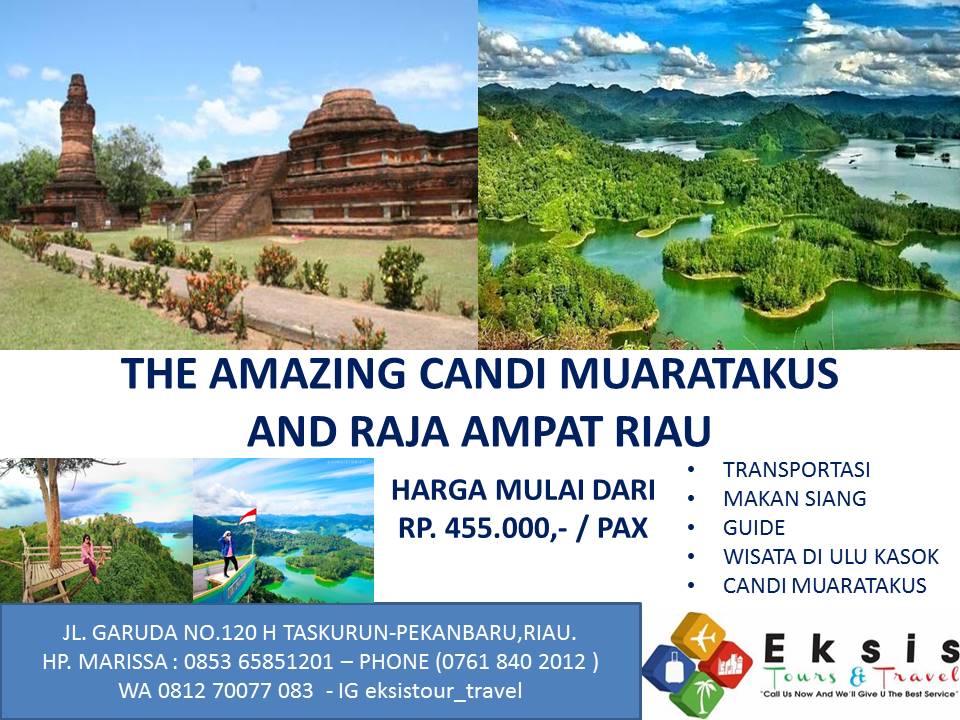 THE AMAZING CANDI MUARATAKUS
AND RAJA AMPAT RIAU
HARGA MULAI DARI
RP. 455.000,- / PAX
• TRANSPORTASI
• MAKAN SIANG
• GUIDE
• WISATA DI ULU KASOK
• CANDI MUARATAKUS
JL. GARUDA NO.120 H TASKURUN-PEKANBARU,RIAU.
HP. MARISSA : 0853 65851201 – PHONE (0761 840 2012 )
WA 0812 70077 083 - IG eksistour_travel
Eksis
Tours & Travel
"Call Us Now And We'll Give U The Best Service"